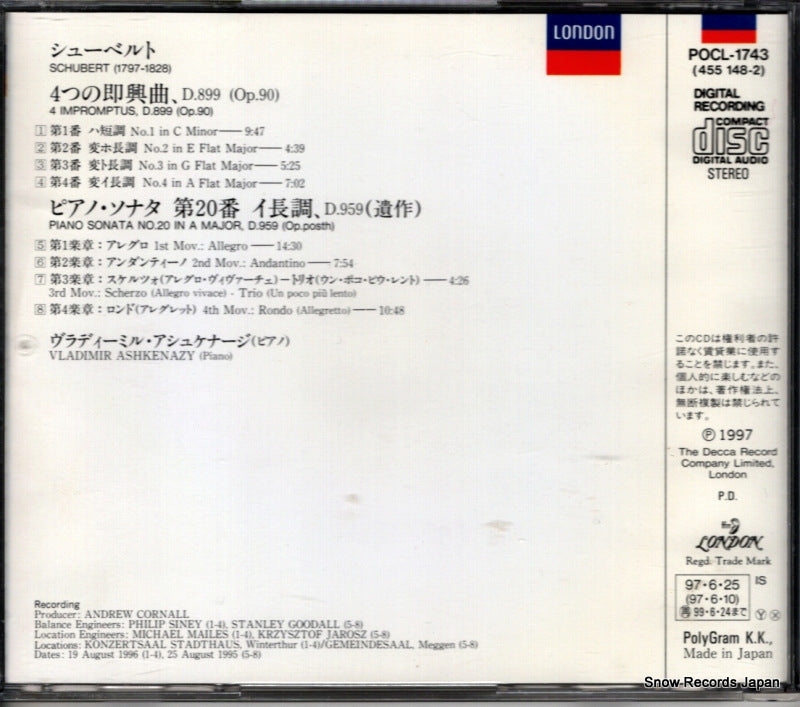 シューベルト
SCHUBERT (1797-1828)
4つの即興曲、D.899 (Op.90)
4 IMPROMPTUS, D.899 (Op.90)
1 第1番 ハ短調 No.1 in C Minor—9:47
2 第2番 変ホ長調 No.2 in E Flat Major—4:39
3 第3番 変ト長調 No.3 in G Flat Major—5:25
4 第4番 変イ長調 No.4 in A Flat Major—7:02
ピアノ・ソナタ 第20番 イ長調、D.959(遺作)
PIANO SONATA NO.20 IN A MAJOR, D.959 (Op.posth)
5 第1楽章：アレグロ 1st Mov.: Allegro—14:30
6 第2楽章：アンダンティーノ 2nd Mov.: Andantino—7:54
7 第3楽章：スケルツォ(アレグロ・ヴィヴァーチェ)－トリオ(ウン・ポコ・ピウ・レント)—4:26
3rd Mov.: Scherzo (Allegro vivace) - Trio (Un poco più lento)
8 第4楽章：ロンド(アレグレット) 4th Mov.: Rondo (Allegretto)—10:48
ヴラディーミル・アシュケナージ(ピアノ)
VLADIMIR ASHKENAZY (Piano)
Recording
Producer: ANDREW CORNALL
Balance Engineers: PHILIP SINEY (1-4), STANLEY GOODALL (5-8)
Location Engineers: MICHAEL MAILES (1-4), KRZYSZTOF JAROSZ (5-8)
Locations: KONZERTSAAL STADTHAUS, Winterthur (1-4)/GEMEINDESAAL, Meggen (5-8)
Dates: 19 August 1996 (1-4), 25 August 1995 (5-8)
LONDON
POCL-1743
(455 148-2)
DIGITAL
RECORDING
COMPACT
disc
DIGITAL AUDIO
STEREO
このCDは権利者の許
諾なく賃貸業に使用す
ることを禁じます。また、
個人的に楽しむなどの
ほかは、著作権法上、
無断複製は禁じられて
います。
Ⓟ 1997
The Decca Record
Company Limited,
London
P.D.
the
LONDON
Regd. Trade Mark
97・6・25
(97・6・10)
再 99・6・24まで
IS
Y X
PolyGram K.K.,
Made in Japan
Snow Records Japan